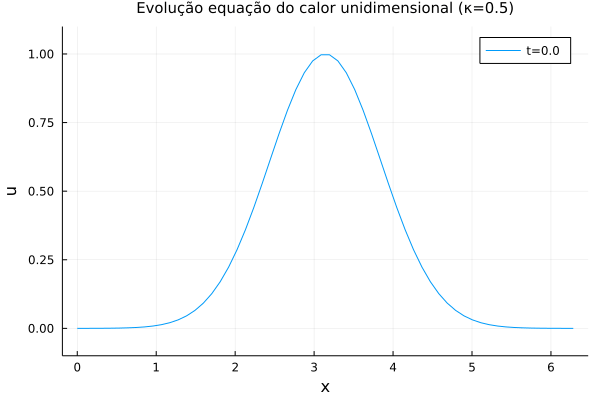 Evolução equação do calor unidimensional (κ=0.5)
t=0.0
1.00
0.75
0.50
0.25
0.00
u
0 1 2 3 4 5 6
x